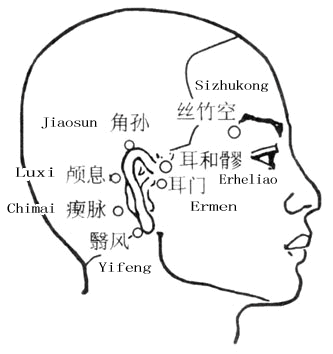 Sizhukong
丝竹空
Jiaosun 角孙
耳和髎
Luxi 颅息
Erheliao
耳门
Chimai 瘈脉
Ermen
翳风
Yifeng